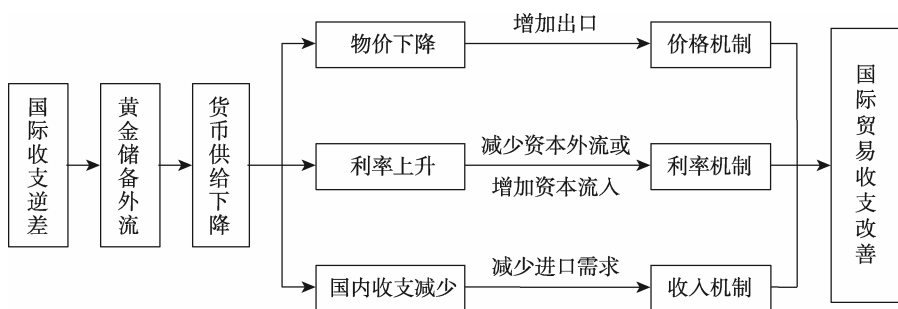 国际收支逆差
黄金储备外流
货币供给下降
物价下降
增加出口
价格机制
利率上升
减少资本外流或
增加资本流入
利率机制
国内收支减少
减少进口需求
收入机制
国际贸易收支改善